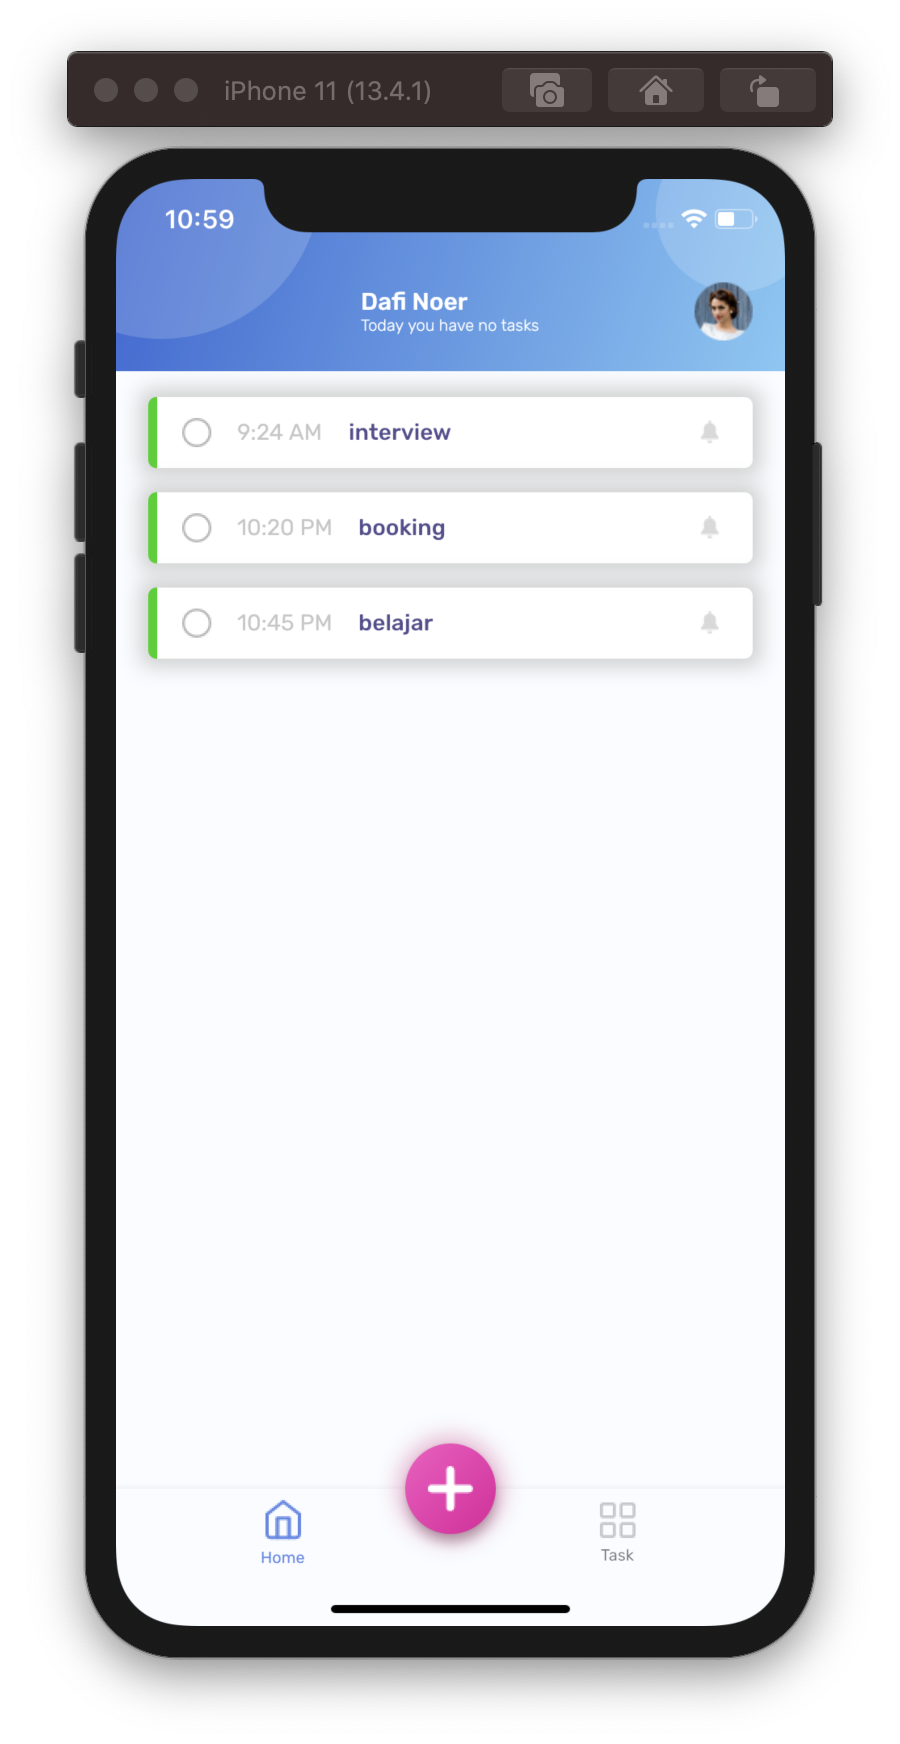 iPhone 11 (13.4.1)
10:59
Dafi Noer
Today you have no tasks
9:24 AM interview
10:20 PM booking
10:45 PM belajar
Home
Task